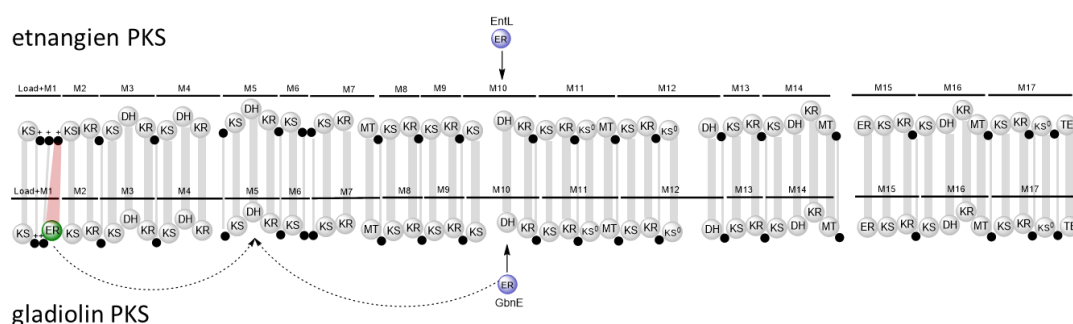 EntL
etnangien PKS
ER
Load+M1 M2 M3 M4 M5 M6 M7 M8 M9 M10 M11 M12 M13 M14 M15 M16 M17
KS + + + KS KR KS DH KR KS DH KR KS DH KR KS KS KR MT KS KR KS KR KS DH KR KS KR KS⁰ MT KS KR KS⁰ DH KS KR KS DH KR MT ER KS KR KS DH KR MT KS KR KS⁰ TE
Load+M1 M2 M3 M4 M5 M6 M7 M8 M9 M10 M11 M12 M13 M14 M15 M16 M17
KS ER KS KR KS DH KR KS DH KR KS DH KR KS KS KR MT KS KR KS KR KS DH KR KS KR KS⁰ MT KS KR KS⁰ DH KS KR KS DH KR MT ER KS KR KS DH KR MT KS KR KS⁰ TE
ER
GbnE
gladiolin PKS